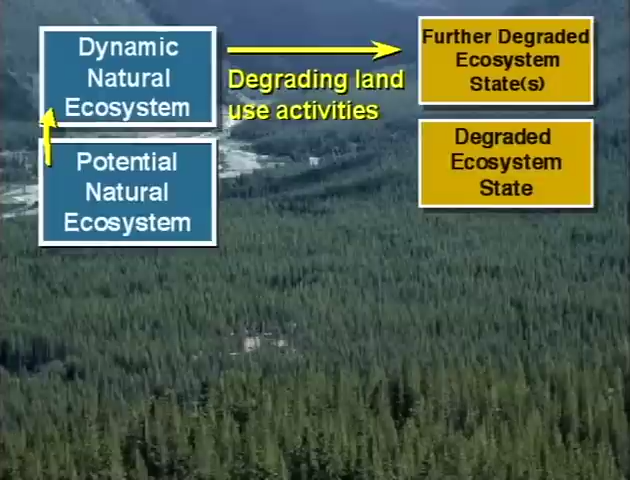 Dynamic
Natural
Ecosystem
Degrading land
use activities
Further Degraded
Ecosystem
State(s)
Potential
Natural
Ecosystem
Degraded
Ecosystem
State